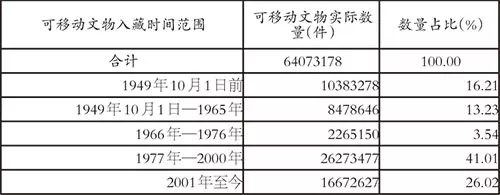 可移动文物入藏时间范围 可移动文物实际数量(件) 数量占比(%)
合计 64073178 100.00
1949年10月1日前 10383278 16.21
1949年10月1日—1965年 8478646 13.23
1966年—1976年 2265150 3.54
1977年—2000年 26273477 41.01
2001年至今 16672627 26.02